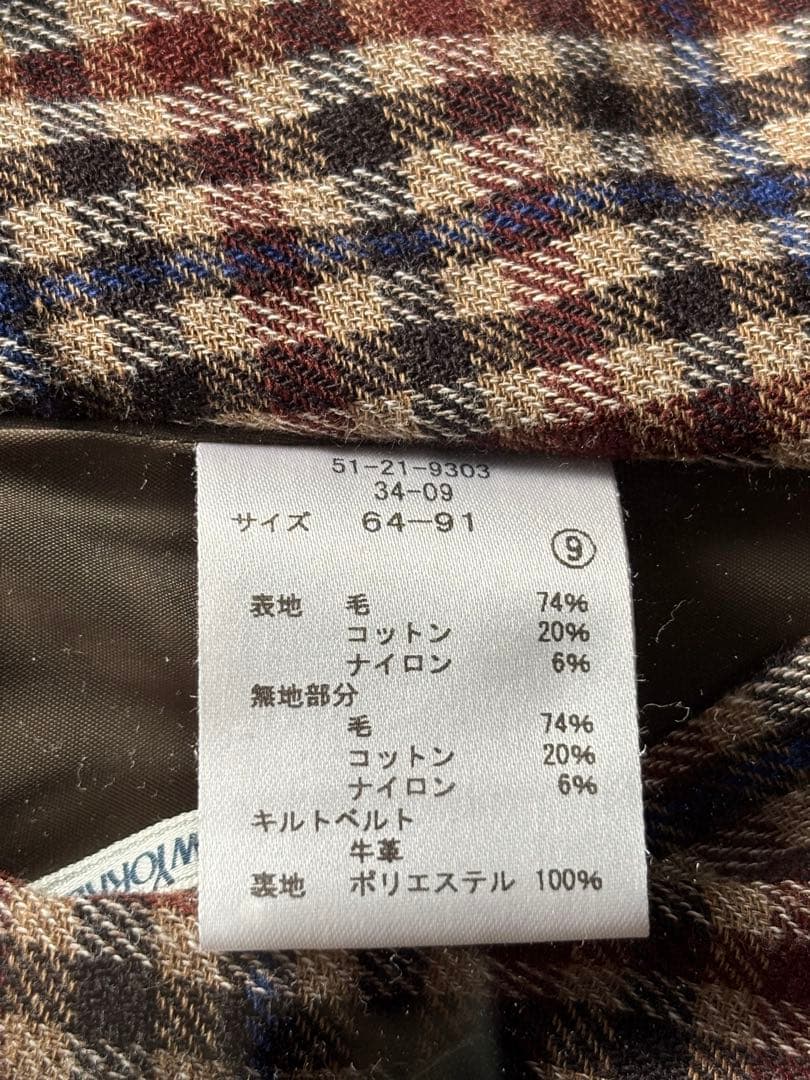 51-21-9303
34-09
サイズ 64-91
⑨
表地 毛 74%
コットン 20%
ナイロン 6%
無地部分
毛 74%
コットン 20%
ナイロン 6%
キルトベルト
牛革
裏地 ポリエステル 100%